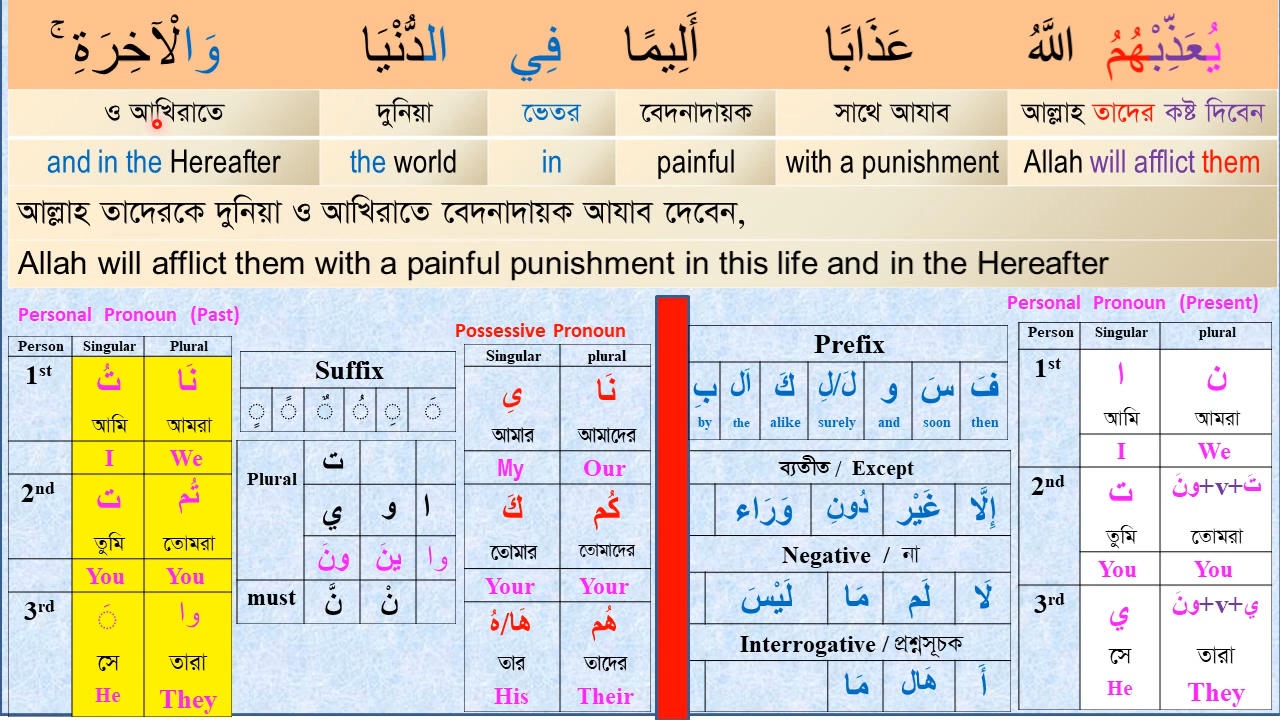 يُعَذِّبْهُمُ اللَّهُ عَذَابًا أَلِيمًا فِي الدُّنْيَا وَالْآخِرَةِ ۚ
ও আখিরাতে দুনিয়া ভেতর বেদনাদায়ক সাথে আযাব আল্লাহ তাদের কষ্ট দিবেন
and in the Hereafter the world in painful with a punishment Allah will afflict them
আল্লাহ তাদেরকে দুনিয়া ও আখিরাতে বেদনাদায়ক আযাব দেবেন,
Allah will afflict them with a painful punishment in this life and in the Hereafter
Personal Pronoun (Past)
Person Singular Plural
1st تُ نَا
আমি আমরা
I We
2nd ت تُم
তুমি তোমরা
You You
3rd َ وا
সে তারা
He They
Suffix
ٍ ً ٌ ُ ِ َ
Plural ت
ي و ا
ونَ ينَ وا
must نَّ نْ
Possessive Pronoun
Singular plural
يِ نَا
আমার আমাদের
My Our
كَ كُم
তোমার তোমাদের
Your Your
هَا/هُ هُم
তার তাদের
His Their
Prefix
بِ اَل كَ لَ/لِ و سَ فَ
by the alike surely and soon then
ব্যতীত / Except
وَرَاء دُونِ غَيْر إِلَّا
Negative / না
لَيْسَ مَا لَم لَا
Interrogative / প্রশ্নসূচক
مَا هَال أَ
Personal Pronoun (Present)
Person Singular plural
1st ا ن
আমি আমরা
I We
2nd ت تَ+v+ونَ
তুমি তোমরা
You You
3rd ي ي+v+ونَ
সে তারা
He They